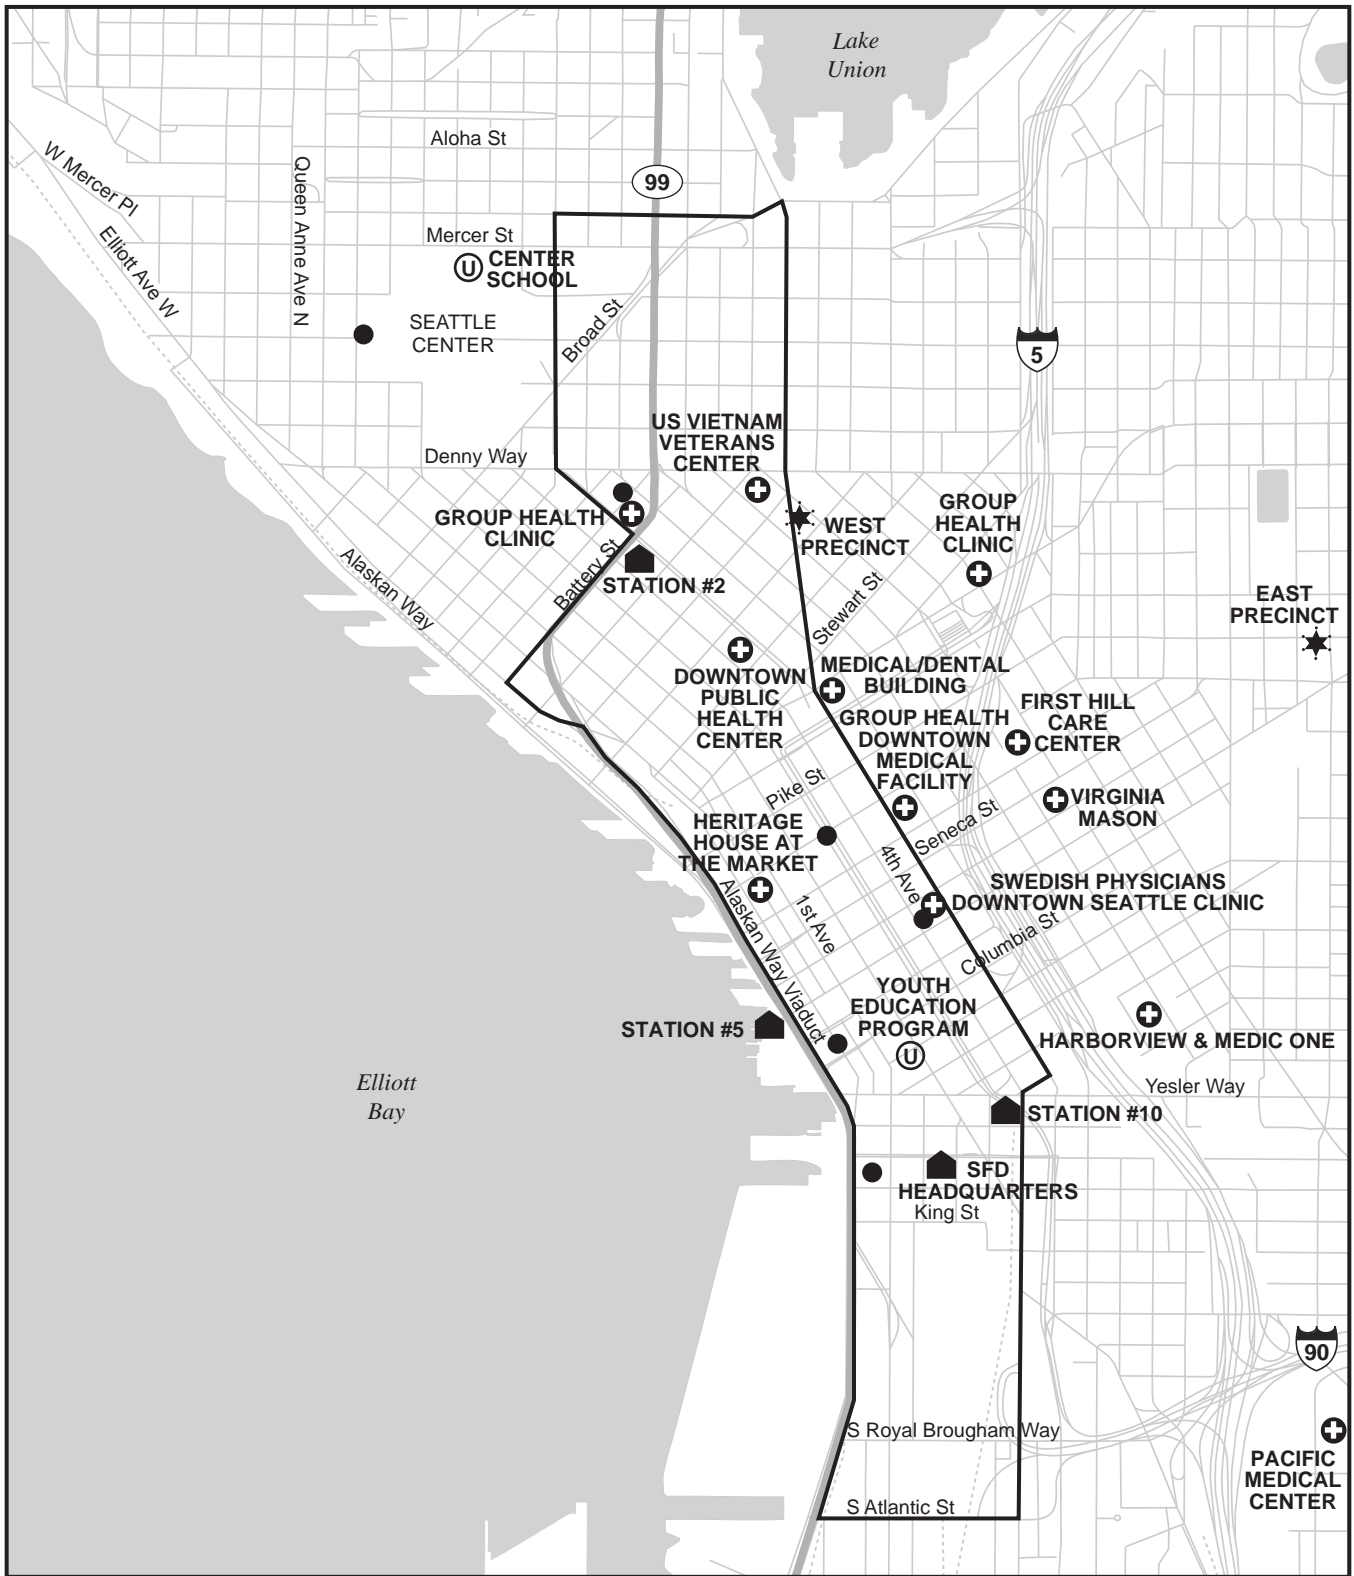 Lake
Union
Aloha St
W Mercer Pl
Queen Anne Ave N
99
Elliott Ave W
Mercer St
U
CENTER
SCHOOL
SEATTLE
CENTER
Broad St
5
US VIETNAM
VETERANS
CENTER
Denny Way
GROUP HEALTH
CLINIC
WEST
PRECINCT
GROUP
HEALTH
CLINIC
Alaskan Way
Battery St
STATION #2
Stewart St
EAST
PRECINCT
DOWNTOWN
PUBLIC
HEALTH
CENTER
MEDICAL/DENTAL
BUILDING
FIRST HILL
CARE
CENTER
GROUP HEALTH
DOWNTOWN
MEDICAL
FACILITY
Pike St
VIRGINIA
MASON
HERITAGE
HOUSE AT
THE MARKET
Seneca St
4th Ave
SWEDISH PHYSICIANS
DOWNTOWN SEATTLE CLINIC
1st Ave
Alaskan Way Viaduct
Columbia St
YOUTH
EDUCATION
PROGRAM
U
STATION #5
HARBORVIEW & MEDIC ONE
Elliott
Bay
Yesler Way
STATION #10
SFD
HEADQUARTERS
King St
90
S Royal Brougham Way
PACIFIC
MEDICAL
CENTER
S Atlantic St